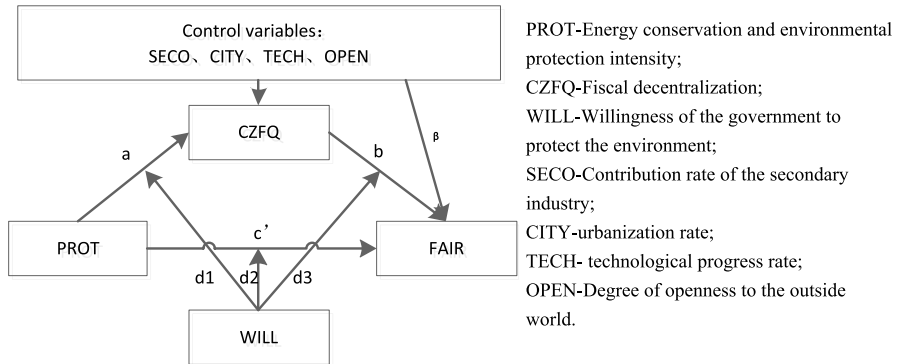 Control variables：
SECO、CITY、TECH、OPEN
CZFQ
β
a
b
PROT
c’
FAIR
d1
d2
d3
WILL
PROT-Energy conservation and environmental
protection intensity;
CZFQ-Fiscal decentralization;
WILL-Willingness of the government to
protect the environment;
SECO-Contribution rate of the secondary
industry;
CITY-urbanization rate;
TECH- technological progress rate;
OPEN-Degree of openness to the outside
world.